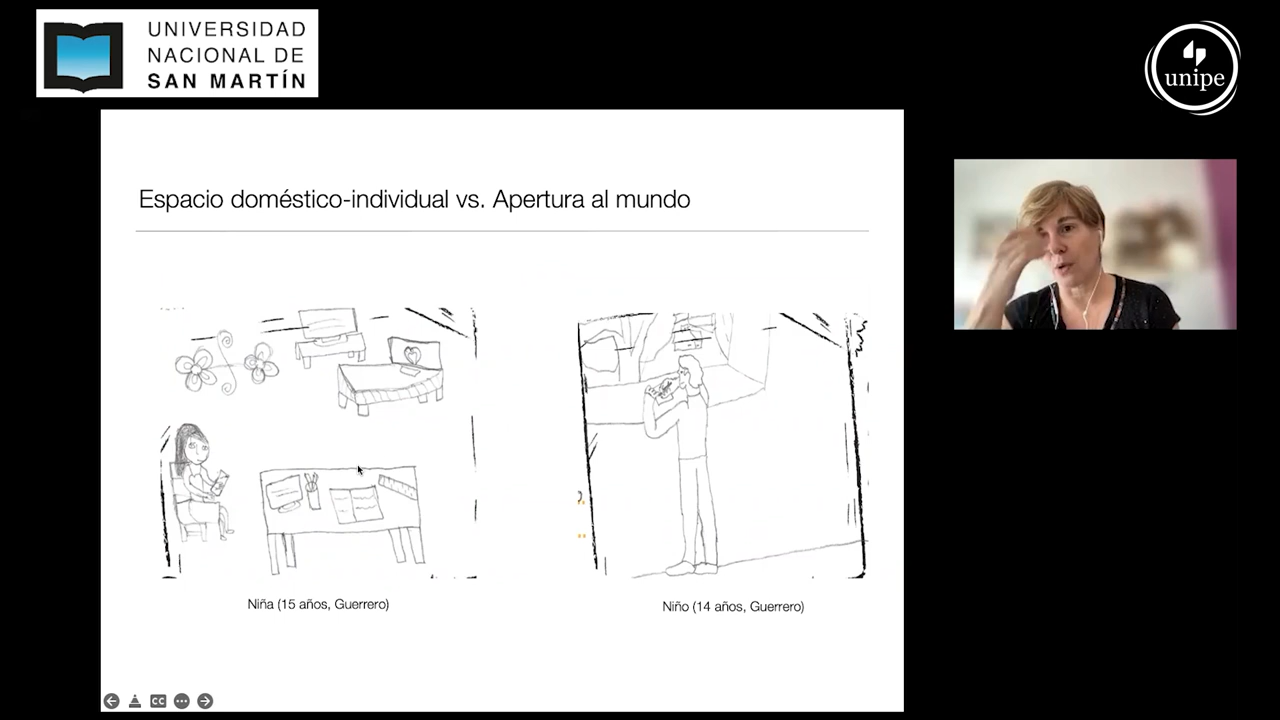 UNIVERSIDAD
NACIONAL DE
SAN MARTÍN
unipe
Espacio doméstico-individual vs. Apertura al mundo
Niña (15 años, Guerrero)
Niño (14 años, Guerrero)
CC